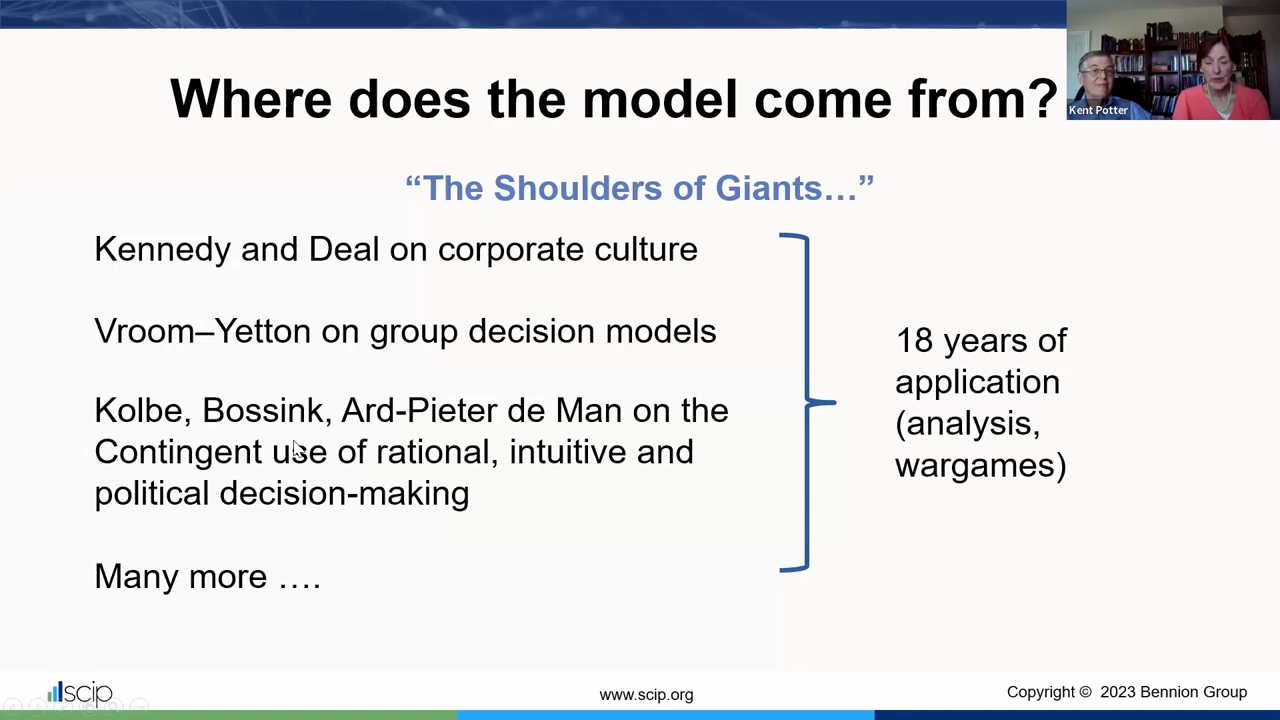 Where does the model come from?
Kent Potter
“The Shoulders of Giants…”
Kennedy and Deal on corporate culture
Vroom–Yetton on group decision models
Kolbe, Bossink, Ard-Pieter de Man on the
Contingent use of rational, intuitive and
political decision-making
Many more ….
18 years of
application
(analysis,
wargames)
scip
www.scip.org
Copyright © 2023 Bennion Group